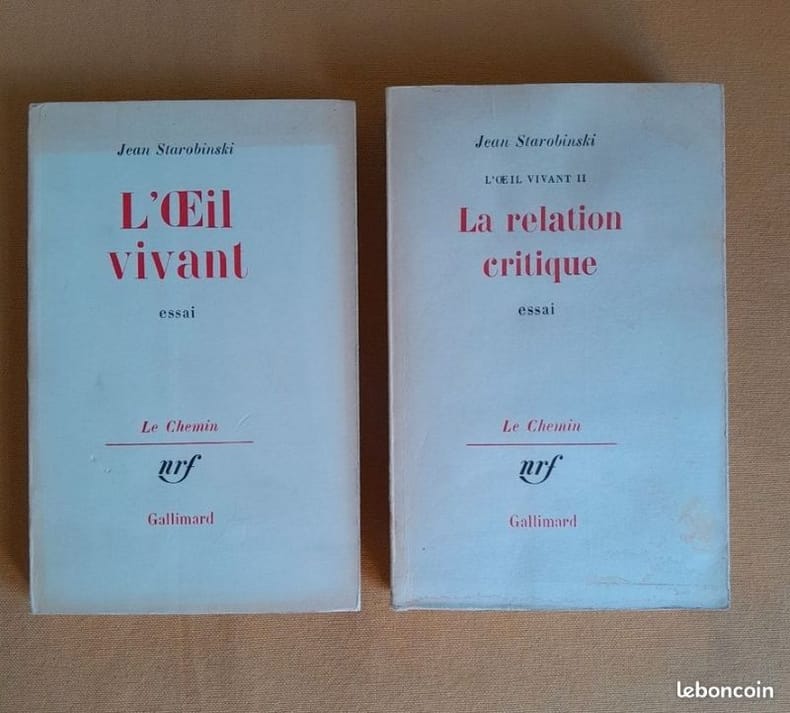 Jean Starobinski
L'Œil
vivant
essai
Le Chemin
nrf
Gallimard
Jean Starobinski
L'ŒIL VIVANT II
La relation
critique
essai
Le Chemin
nrf
Gallimard
leboncoin